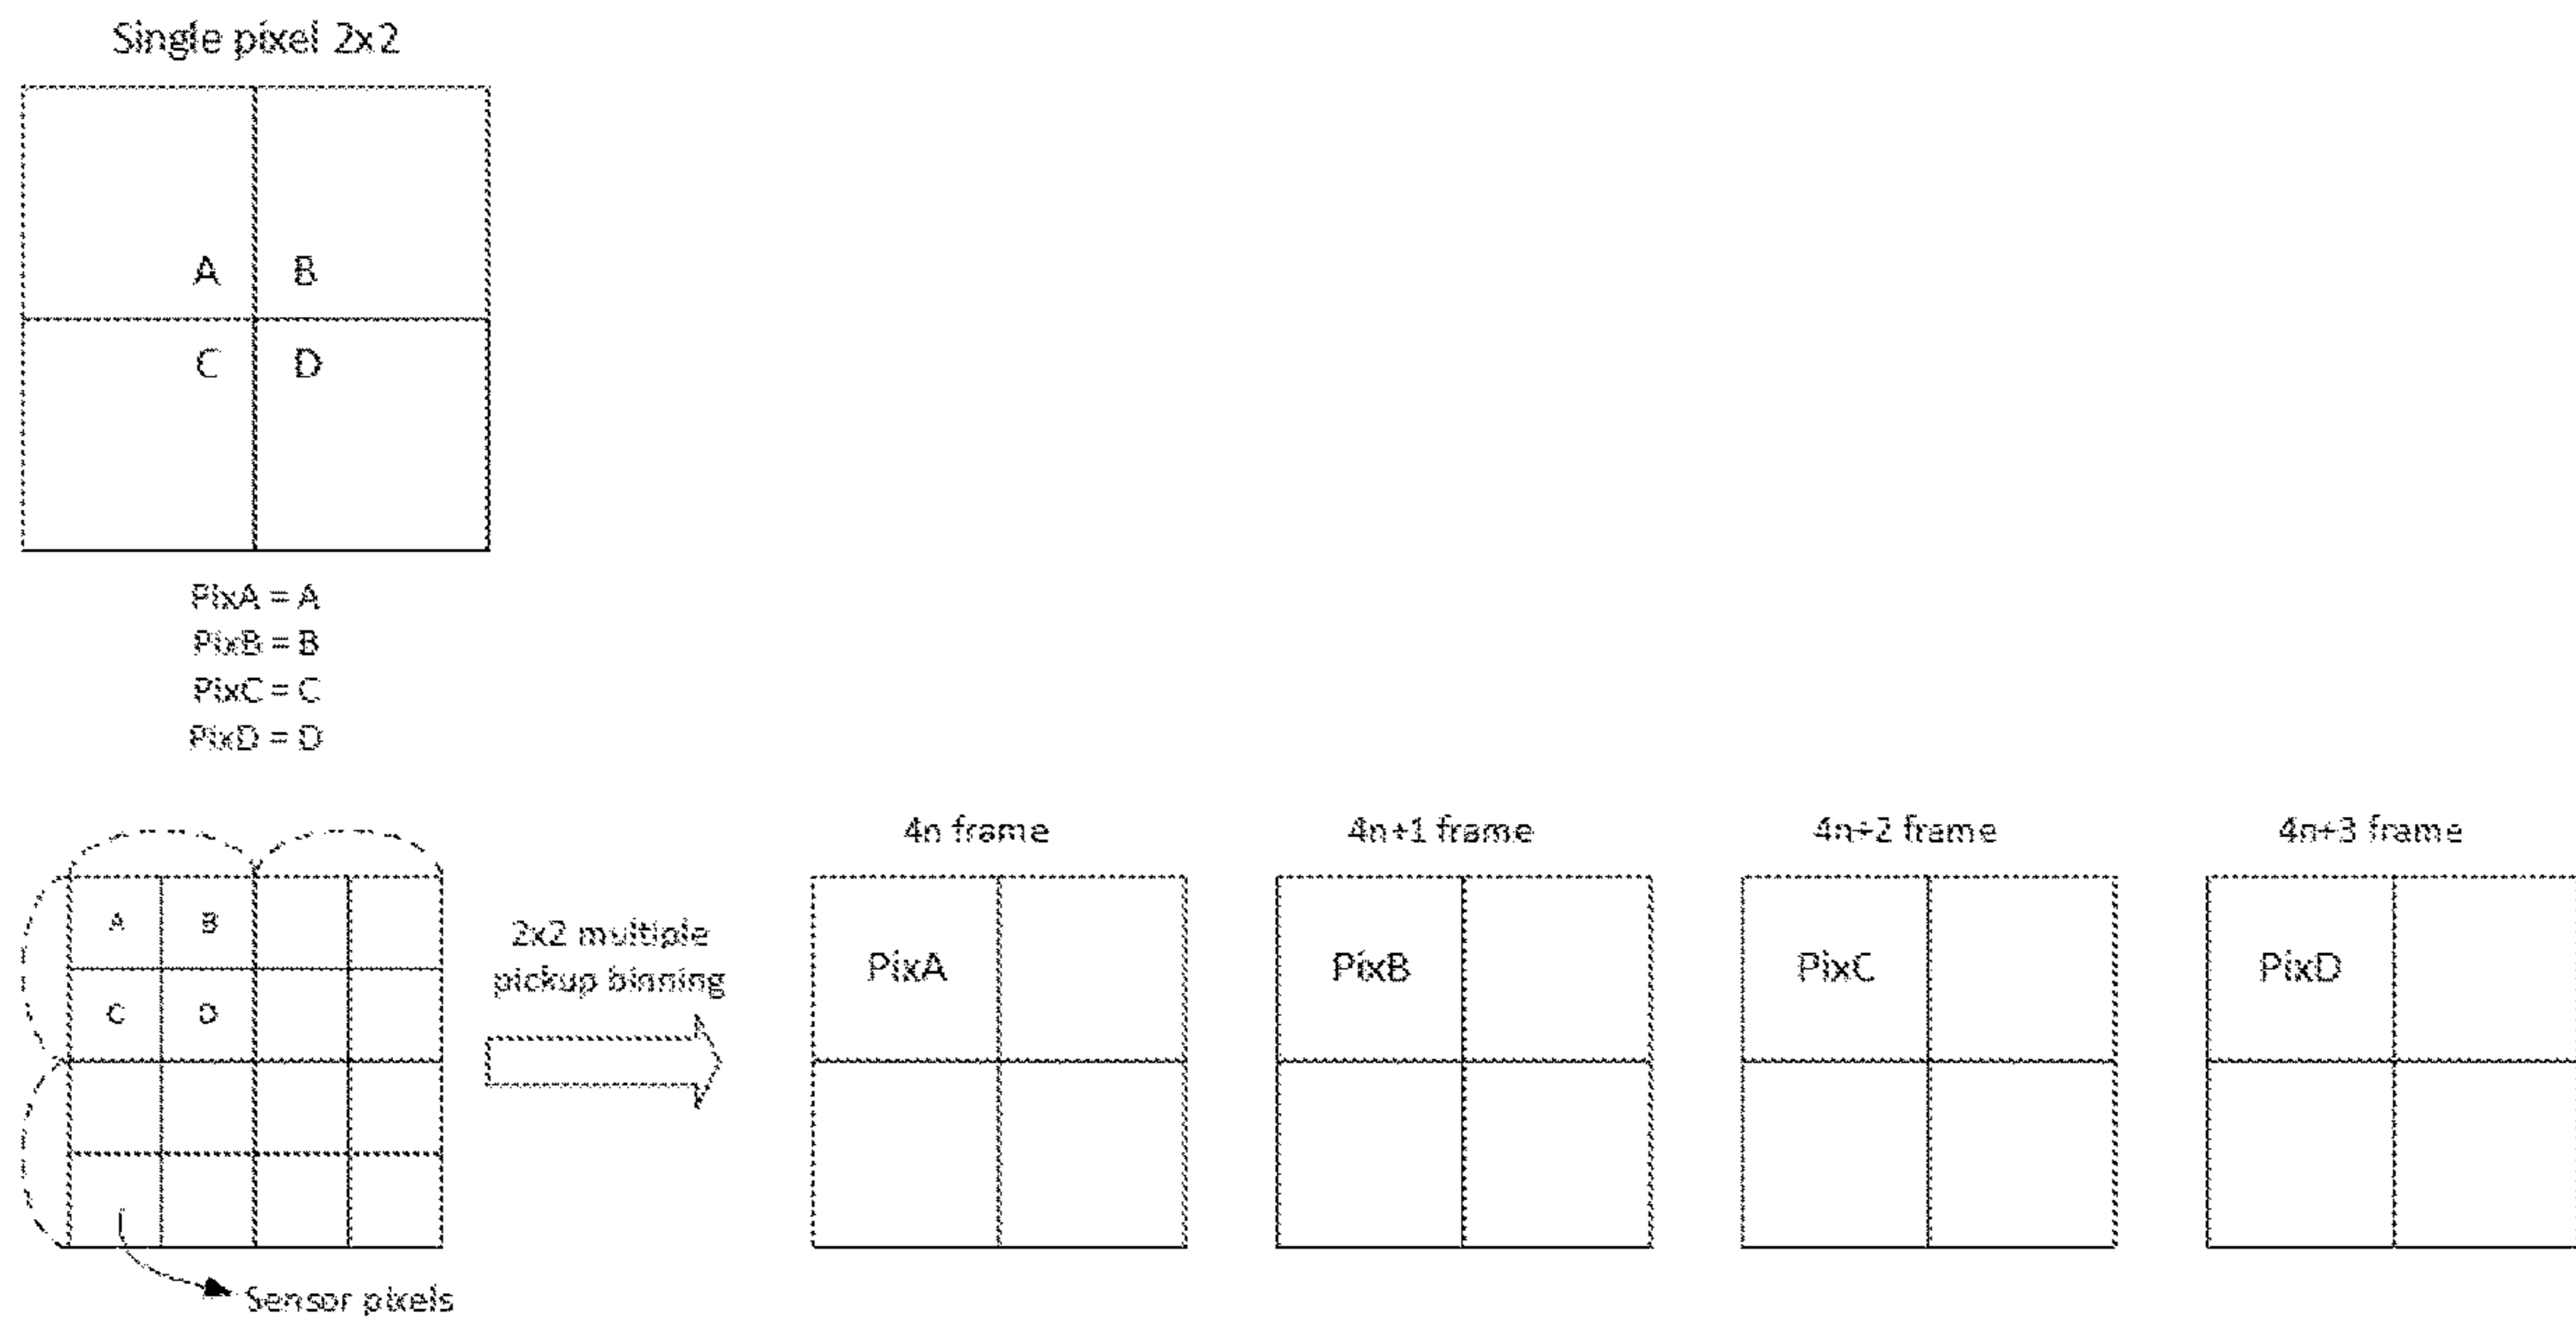 Single pixel 2x2
A B
C D
PixA = A
PixB = B
PixC = C
PixD = D
4n frame
4n+1 frame
4n+2 frame
4n+3 frame
A B
C D
2x2 multiple
pickup binning
PixA
PixB
PixC
PixD
Sensor pixels